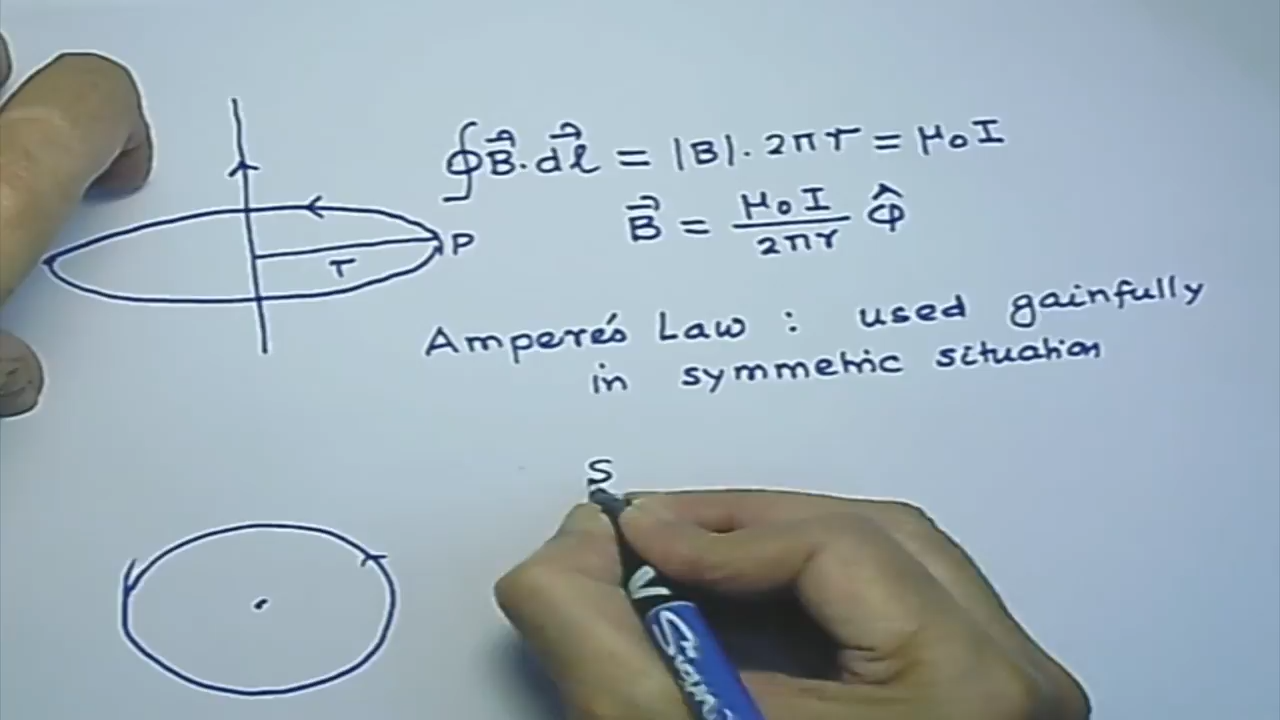 ∮B⃗.dl⃗ = |B|. 2πr = μ₀I
B⃗ = μ₀I / 2πr φ̂
P
r
Ampere's Law : used gainfully
in symmetric situation
S